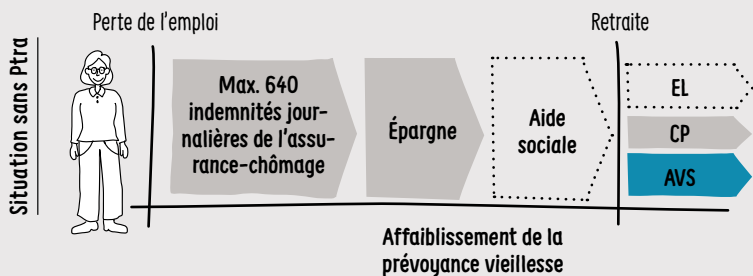 Situation sans Ptra
Perte de l'emploi
Retraite
Max. 640
indemnités jour-
nalières de l'assu-
rance-chômage
Épargne
Aide
sociale
EL
CP
AVS
Affaiblissement de la
prévoyance vieillesse